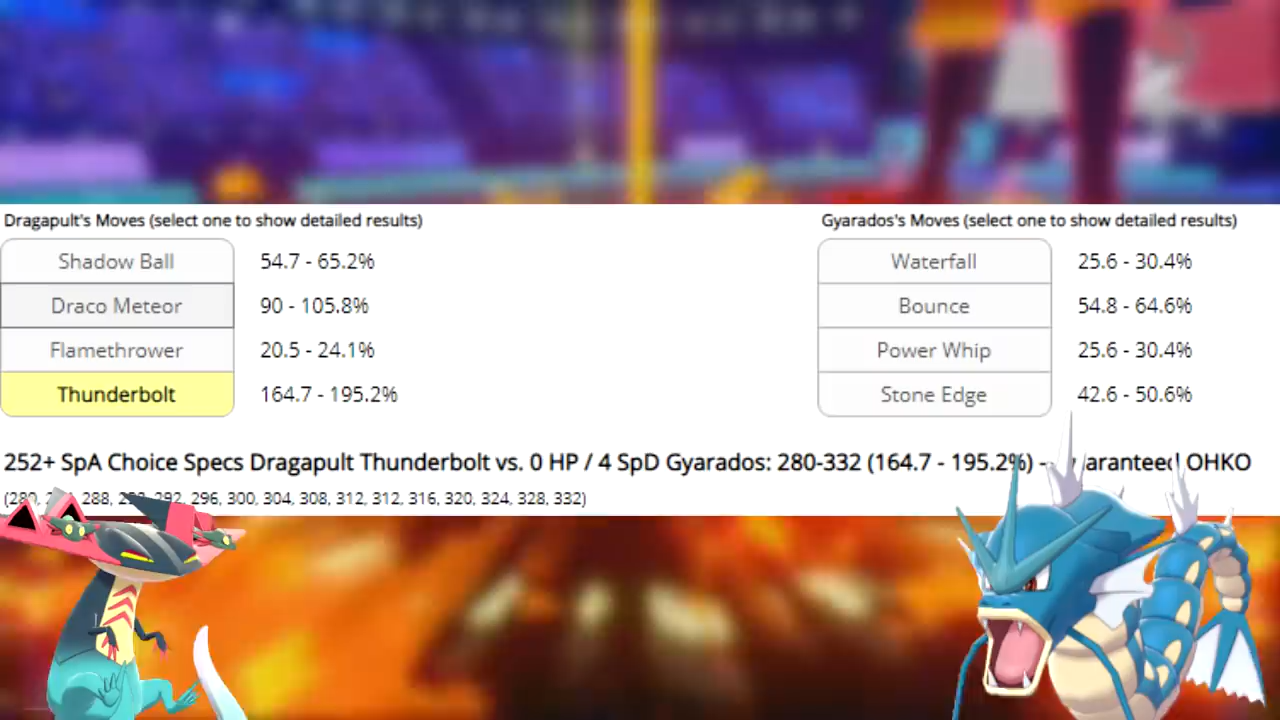 Dragapult's Moves (select one to show detailed results)
Shadow Ball 54.7 - 65.2%
Draco Meteor 90 - 105.8%
Flamethrower 20.5 - 24.1%
Thunderbolt 164.7 - 195.2%
Gyarados's Moves (select one to show detailed results)
Waterfall 25.6 - 30.4%
Bounce 54.8 - 64.6%
Power Whip 25.6 - 30.4%
Stone Edge 42.6 - 50.6%
252+ SpA Choice Specs Dragapult Thunderbolt vs. 0 HP / 4 SpD Gyarados: 280-332 (164.7 - 195.2%) - OHKO
(280, 288, 292, 296, 300, 304, 308, 312, 312, 316, 320, 324, 328, 332)